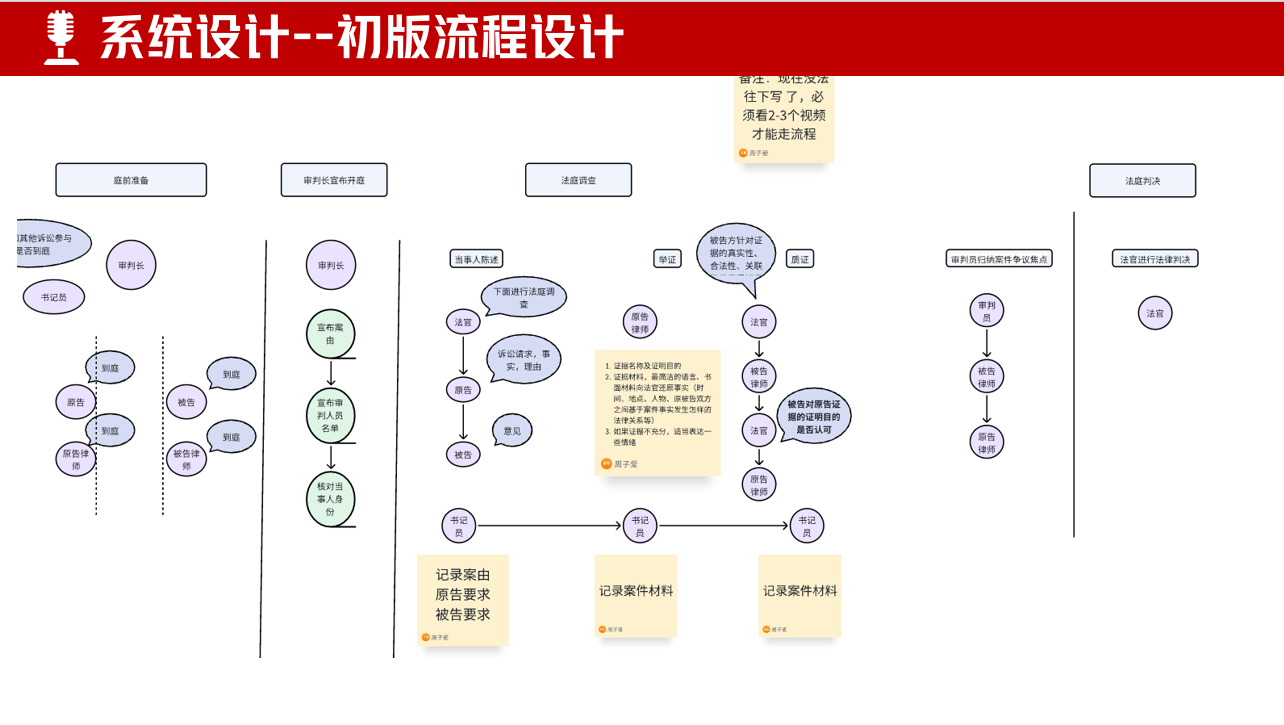 系统设计--初版流程设计
备注：现在没法
往下写 了，必
须看2-3个视频
才能走流程
周子爱
庭前准备
审判长宣布开庭
法庭调查
法庭判决
其他诉讼参与
是否到庭
审判长
书记员
到庭
原告
到庭
原告律
师
到庭
被告
到庭
被告律
师
审判长
宣布案
由
宣布审
判人员
名单
核对当
事人身
份
当事人陈述
下面进行法庭调
查
法官
诉讼请求，事
实，理由
原告
意见
被告
举证
原告
律师
1. 证据名称及证明目的
2. 证据材料，最简洁的语言、书
面材料向法官还原事实（时
间、地点、人物、原被告双方
之间基于案件事实发生怎样的
法律关系等）
3. 如果证据不充分，适当表达一
些情绪
周子爱
被告方针对证
据的真实性、
合法性、关联
质证
法官
被告
律师
法官
被告对原告证
据的证明目的
是否认可
原告
律师
书记
员
书记
员
书记
员
记录案由
原告要求
被告要求
周子爱
记录案件材料
周子爱
记录案件材料
周子爱
审判员归纳案件争议焦点
审判
员
被告
律师
原告
律师
法官进行法律判决
法官